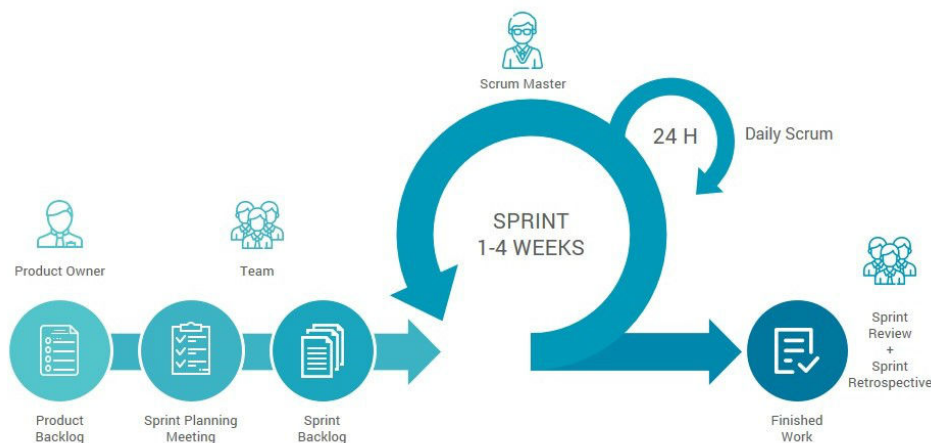 Scrum Master
24 H
Daily Scrum
SPRINT
1-4 WEEKS
Product Owner
Team
Sprint
Review
+
Sprint
Retrospective
Product
Backlog
Sprint Planning
Meeting
Sprint
Backlog
Finished
Work